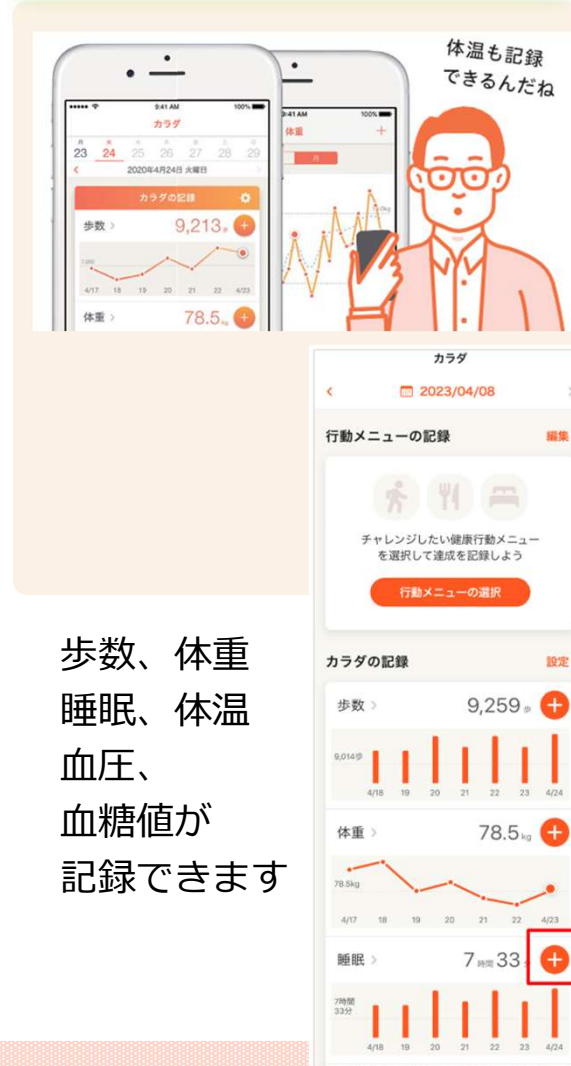 体温も記録
できるんだね
9:41 AM 100%
カラダ
23 24 25 26 27 28 29
2020年4月24日 火曜日
カラダの記録
歩数
9,213
4/17 18 19 20 21 22 4/23
体重
78.5
9:41 AM 100%
体重
月
カラダ
2023/04/08
行動メニューの記録 編集
チャレンジしたい健康行動メニュー
を選択して達成を記録しよう
行動メニューの選択
カラダの記録 設定
歩数 9,259 歩
9,014歩
4/18 19 20 21 22 23 4/24
体重 78.5 kg
78.5kg
4/17 18 19 20 21 22 4/23
睡眠 7 時間 33
7時間
33分
4/18 19 20 21 22 23 4/24
歩数、体重
睡眠、体温
血圧、
血糖値が
記録できます